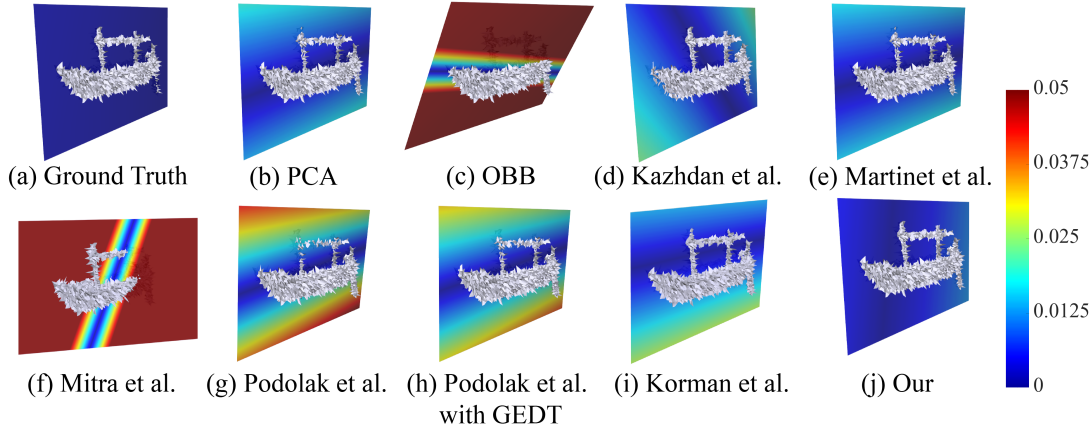 (a) Ground Truth
(b) PCA
(c) OBB
(d) Kazhdan et al.
(e) Martinet et al.
(f) Mitra et al.
(g) Podolak et al.
(h) Podolak et al.
with GEDT
(i) Korman et al.
(j) Our
0.05
0.0375
0.025
0.0125
0